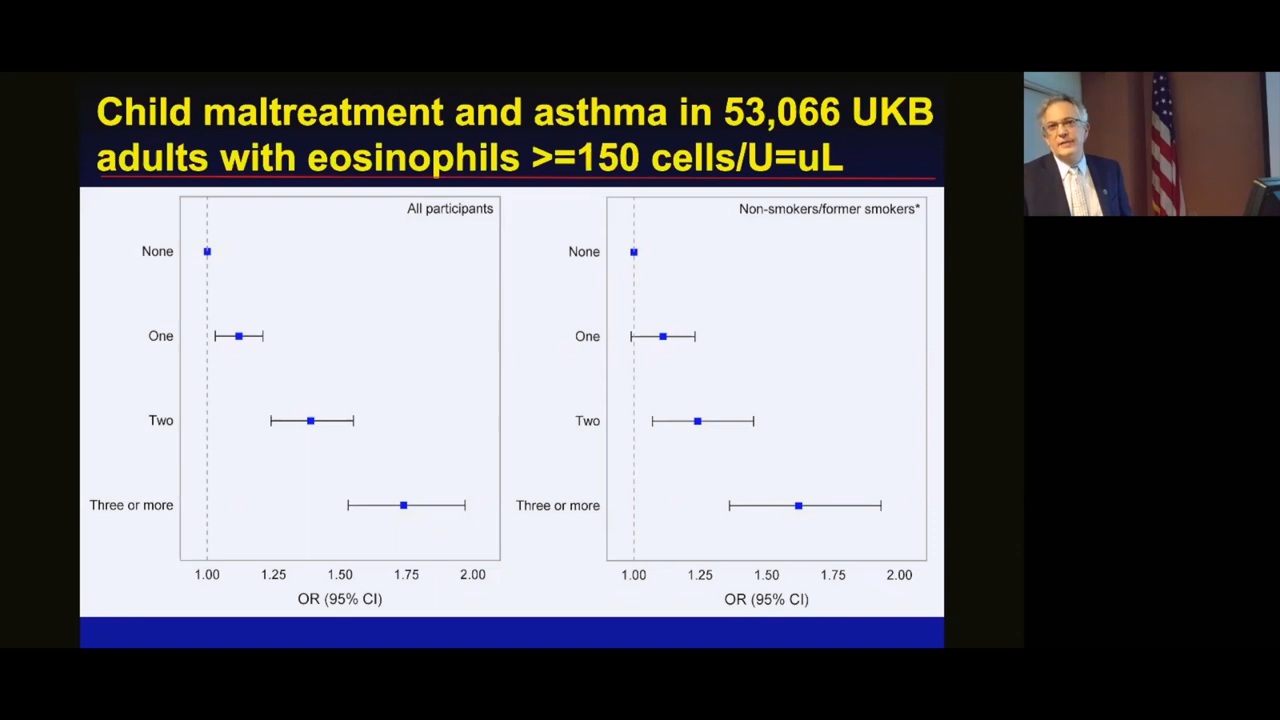 Child maltreatment and asthma in 53,066 UKB
adults with eosinophils >=150 cells/U=uL
All participants
None
One
Two
Three or more
1.00 1.25 1.50 1.75 2.00
OR (95% CI)
Non-smokers/former smokers*
None
One
Two
Three or more
1.00 1.25 1.50 1.75 2.00
OR (95% CI)